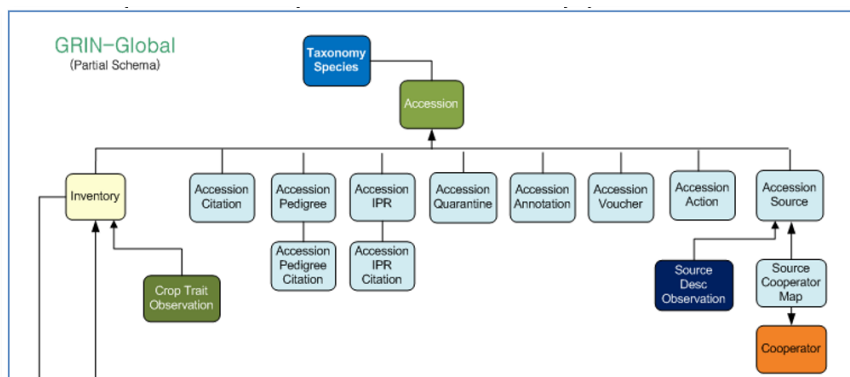 GRIN-Global
(Partial Schema)
Taxonomy
Species
Accession
Inventory
Accession
Citation
Accession
Pedigree
Accession
IPR
Accession
Quarantine
Accession
Annotation
Accession
Voucher
Accession
Action
Accession
Source
Accession
Pedigree
Citation
Accession
IPR
Citation
Crop Trait
Observation
Source
Desc
Observation
Source
Cooperator
Map
Cooperator